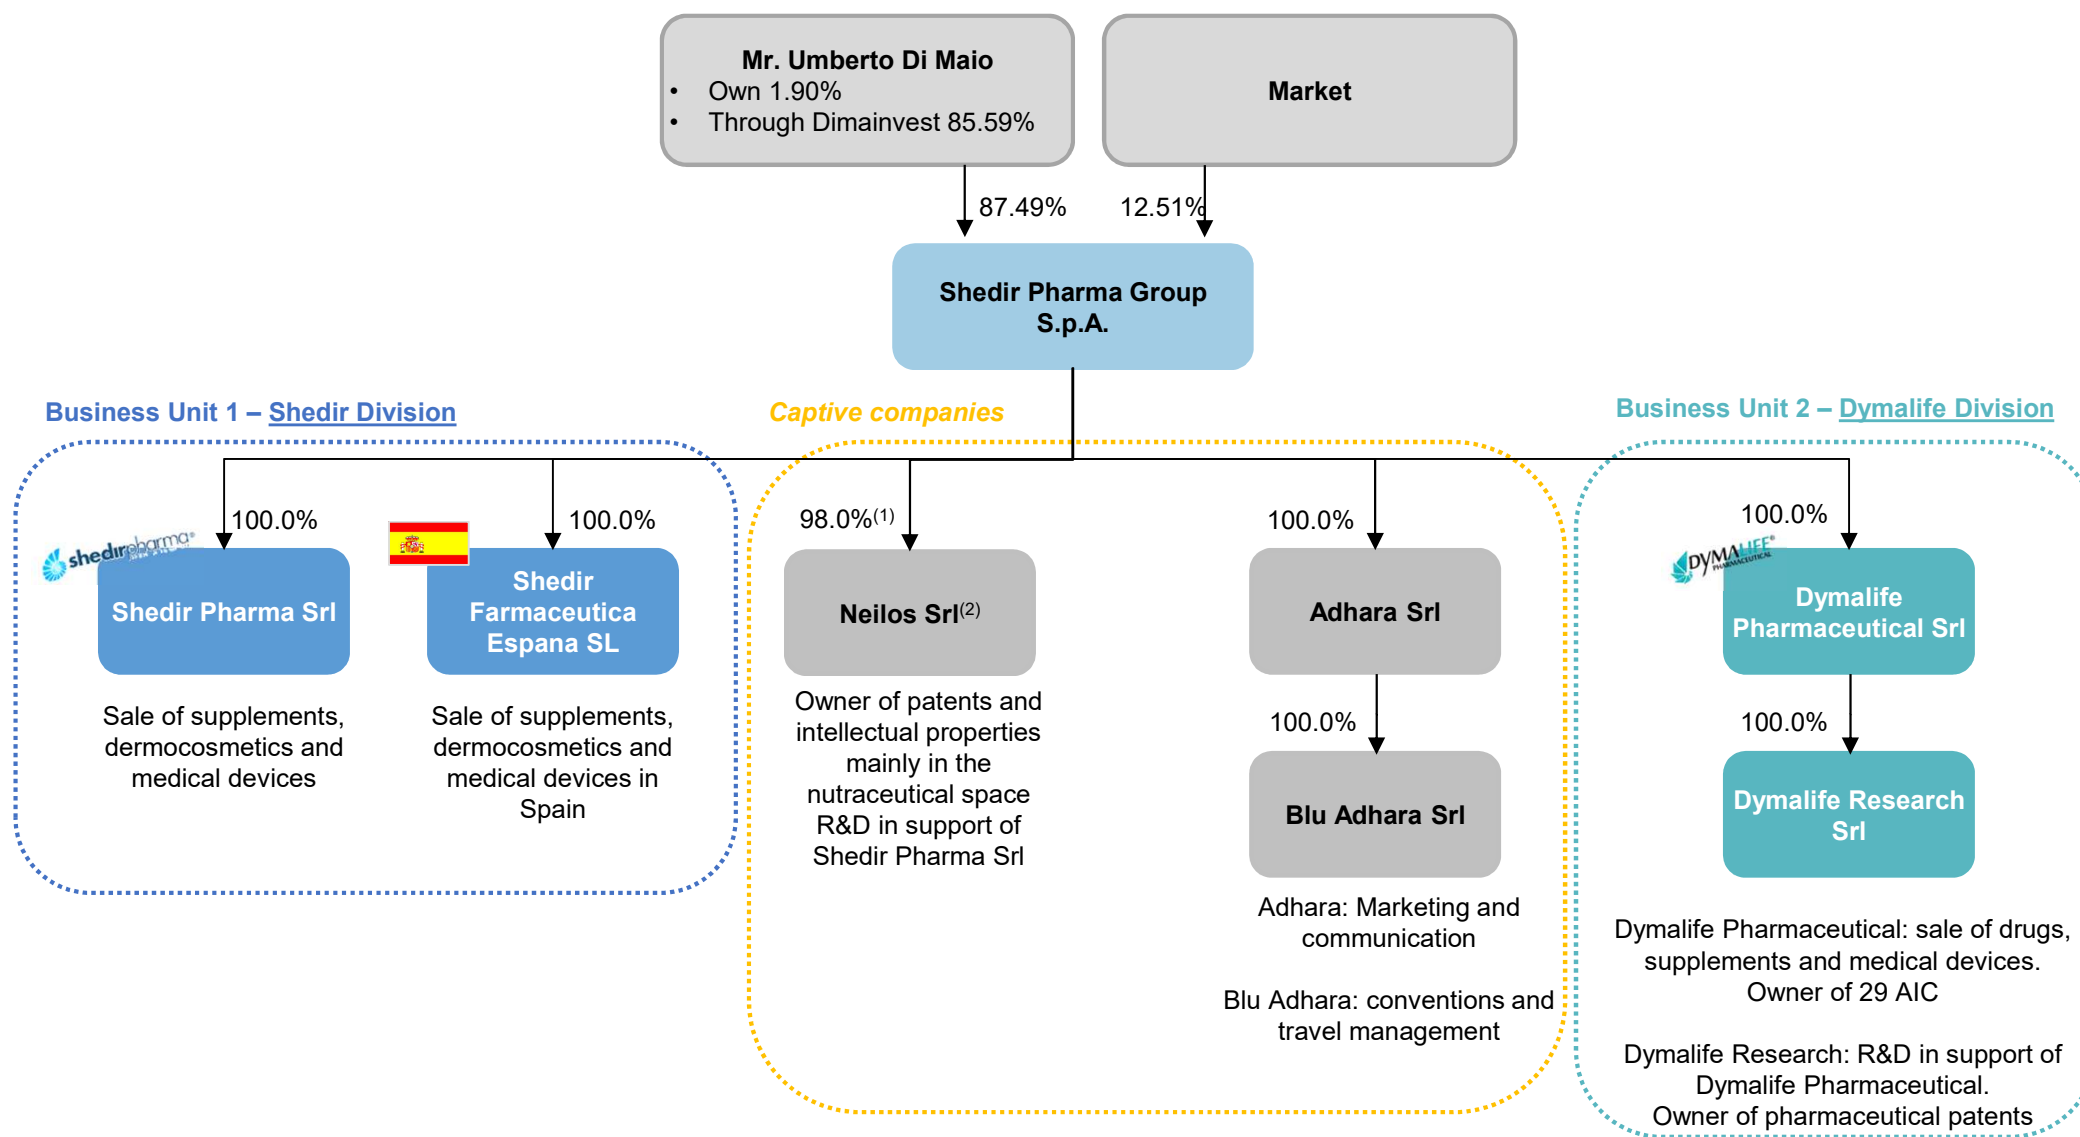 Mr. Umberto Di Maio
• Own 1.90%
• Through Dimainvest 85.59%
Market
87.49%
12.51%
Shedir Pharma Group
S.p.A.
Business Unit 1 – Shedir Division
Captive companies
Business Unit 2 – Dymalife Division
100.0%
100.0%
98.0%(1)
100.0%
100.0%
shedirpharma®
DYMALIFE®
PHARMACEUTICAL
Shedir Pharma Srl
Shedir
Farmaceutica
Espana SL
Neilos Srl(2)
Adhara Srl
Dymalife
Pharmaceutical Srl
Sale of supplements,
dermocosmetics and
medical devices
Sale of supplements,
dermocosmetics and
medical devices in
Spain
Owner of patents and
intellectual properties
mainly in the
nutraceutical space
R&D in support of
Shedir Pharma Srl
100.0%
100.0%
Blu Adhara Srl
Dymalife Research
Srl
Adhara: Marketing and
communication
Blu Adhara: conventions and
travel management
Dymalife Pharmaceutical: sale of drugs,
supplements and medical devices.
Owner of 29 AIC
Dymalife Research: R&D in support of
Dymalife Pharmaceutical.
Owner of pharmaceutical patents